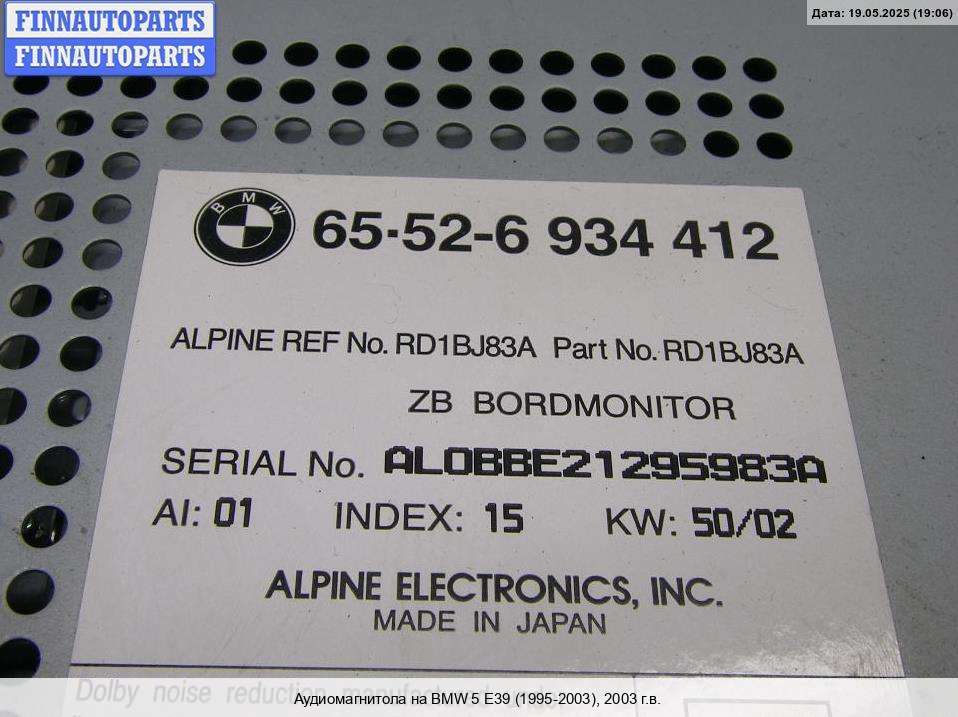 FINNAUTOPARTS
FINNAUTOPARTS
Дата: 19.05.2025 (19:06)
BMW 65·52-6 934 412
ALPINE REF No. RD1BJ83A Part No. RD1BJ83A
ZB BORDMONITOR
SERIAL No. AL0BBE21295983A
AI: 01 INDEX: 15 KW: 50/02
ALPINE ELECTRONICS, INC.
MADE IN JAPAN
Dolby noise reduction
Аудиомагнитола на BMW 5 E39 (1995-2003), 2003 г.в.